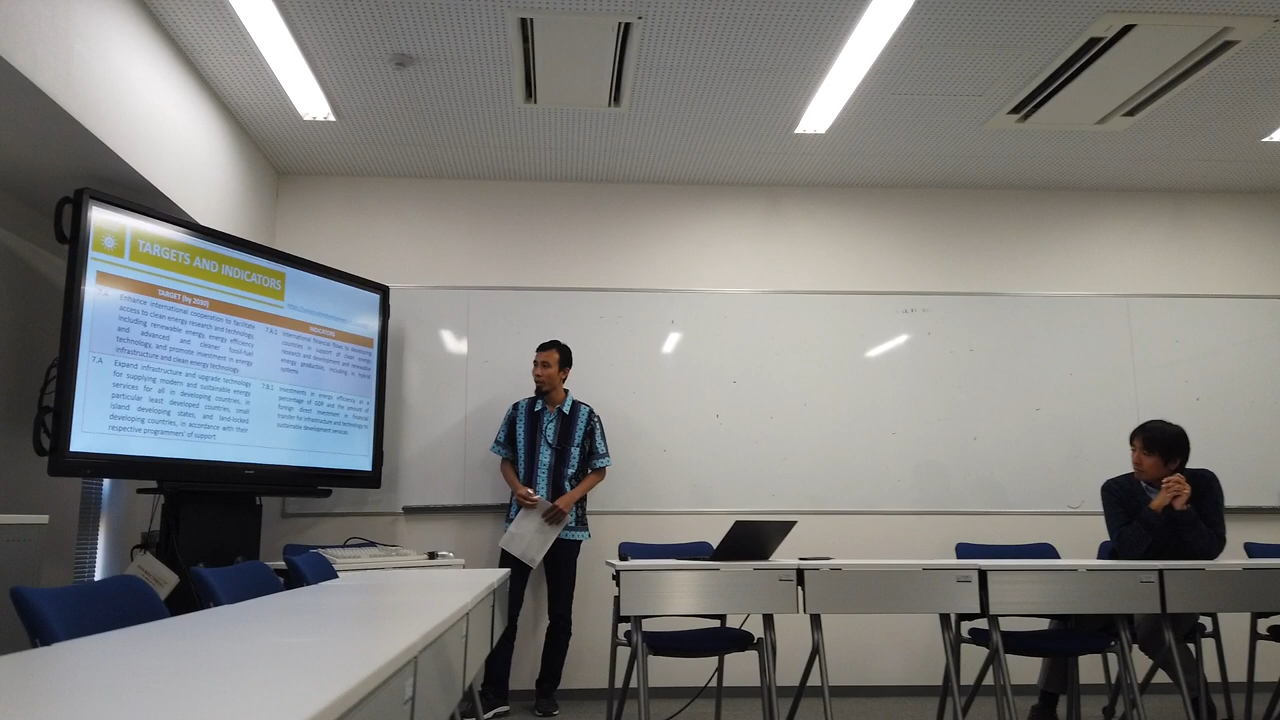 TARGETS AND INDICATORS
TARGET (by 2030)
INDICATORS
Enhance international cooperation to facilitate
access to clean energy research and technology,
including renewable energy, energy efficiency
and advanced and cleaner fossil-fuel
technology, and promote investment in energy
infrastructure and clean energy technology
7.A.1 International financial flows to developing
countries in support of clean energy
research and development and renewable
energy production, including in hybrid
systems
7.A Expand infrastructure and upgrade technology
for supplying modern and sustainable energy
services for all in developing countries, in
particular least developed countries, small
island developing states, and land-locked
developing countries, in accordance with their
respective programmers' of support
7.B.1 Investments in energy efficiency as a
percentage of GDP and the amount of
foreign direct investment in financial
transfer for infrastructure and technology to
sustainable development services